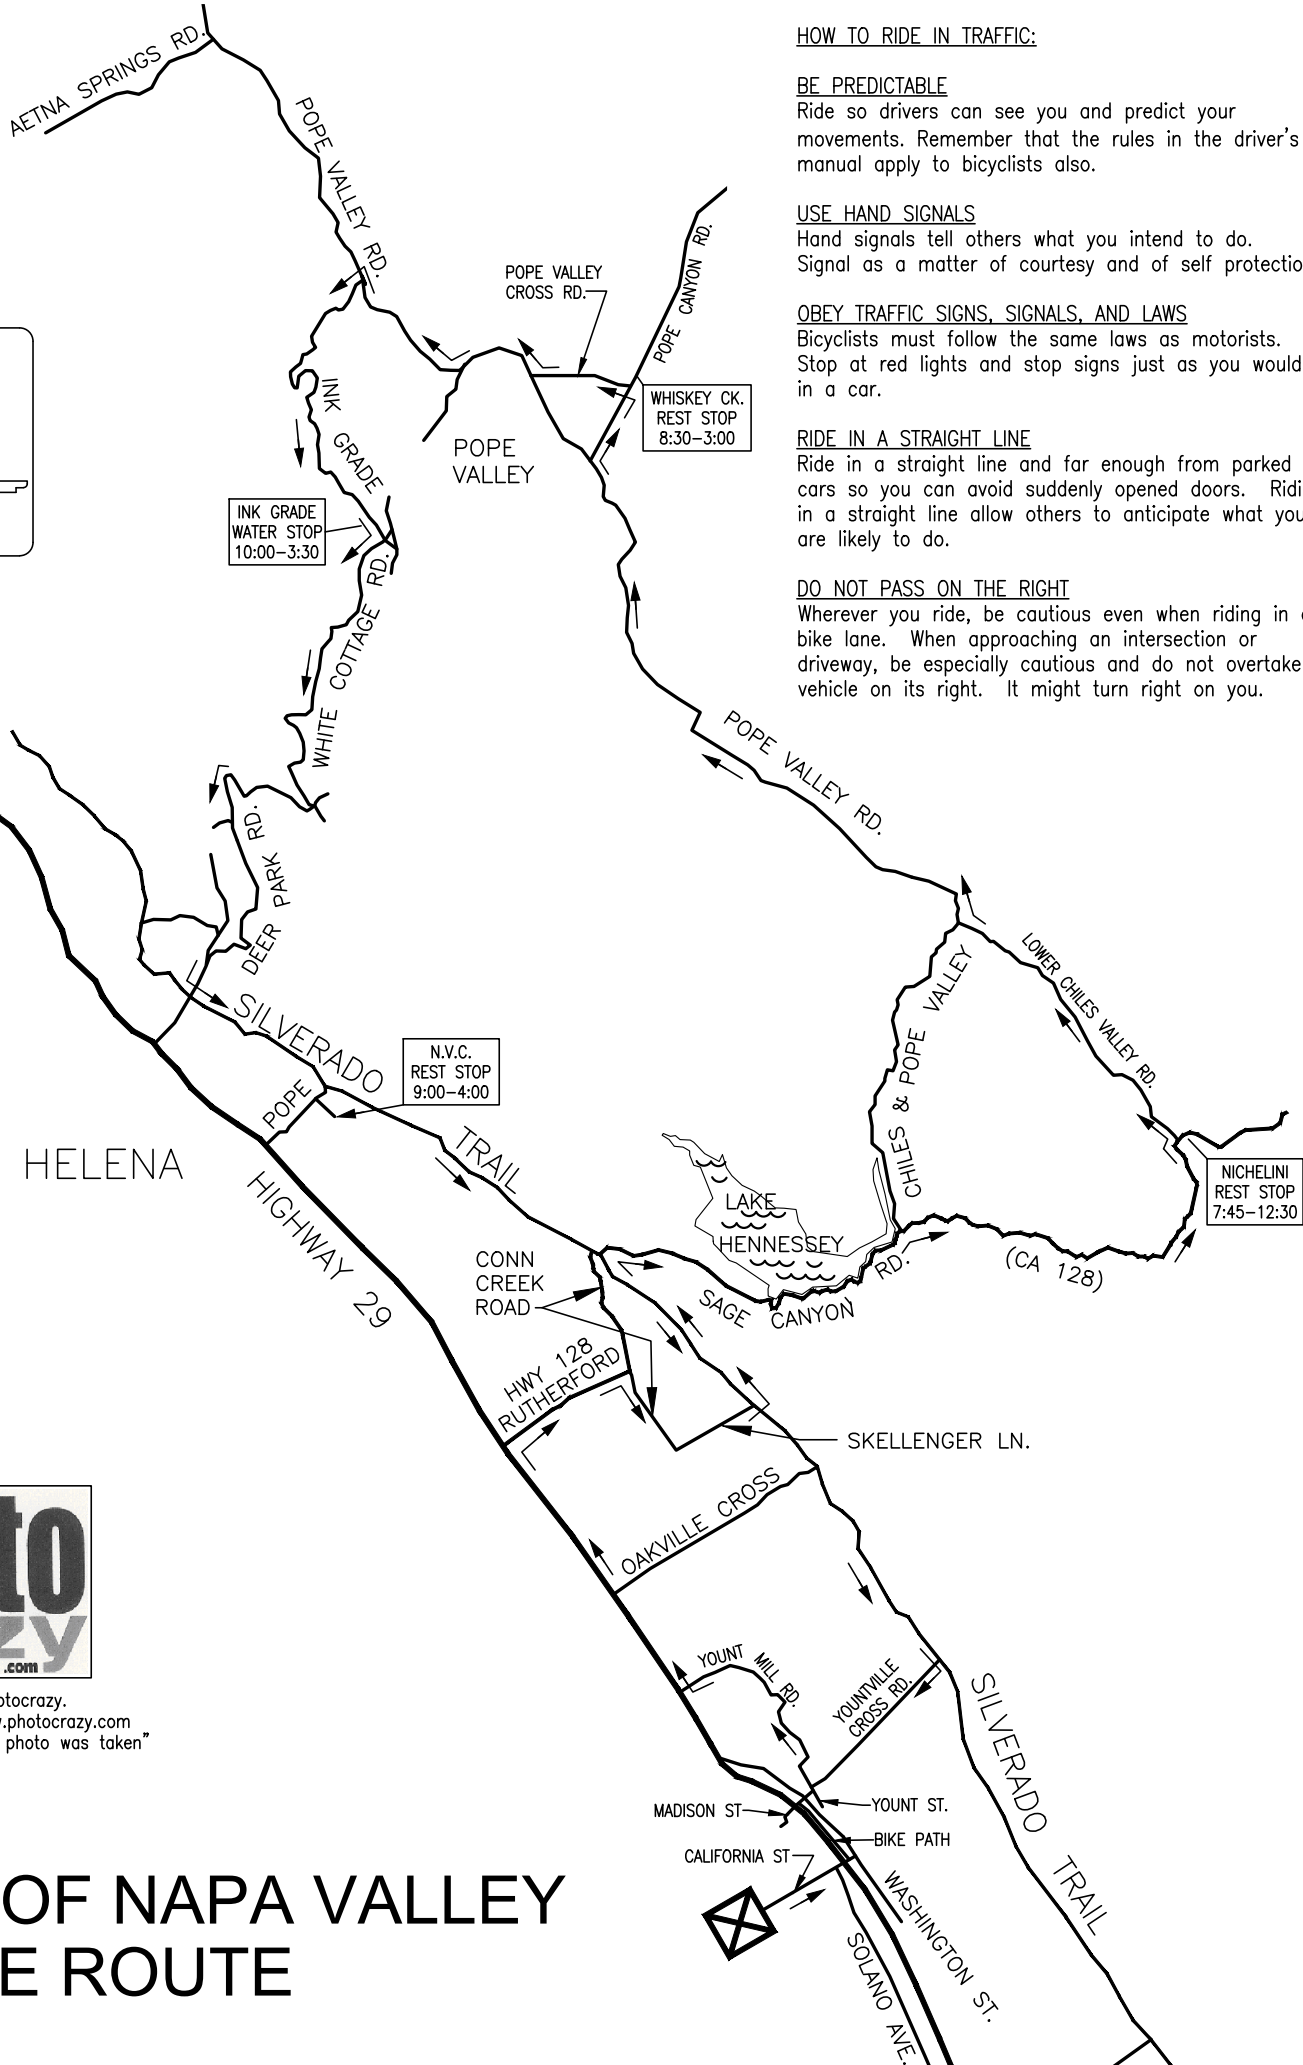 HOW TO RIDE IN TRAFFIC:
BE PREDICTABLE
Ride so drivers can see you and predict your
movements. Remember that the rules in the driver's
manual apply to bicyclists also.
USE HAND SIGNALS
Hand signals tell others what you intend to do.
Signal as a matter of courtesy and of self protectio
OBEY TRAFFIC SIGNS, SIGNALS, AND LAWS
Bicyclists must follow the same laws as motorists.
Stop at red lights and stop signs just as you would
in a car.
RIDE IN A STRAIGHT LINE
Ride in a straight line and far enough from parked
cars so you can avoid suddenly opened doors. Ridi
in a straight line allow others to anticipate what you
are likely to do.
DO NOT PASS ON THE RIGHT
Wherever you ride, be cautious even when riding in
bike lane. When approaching an intersection or
driveway, be especially cautious and do not overtake
vehicle on its right. It might turn right on you.
AETNA SPRINGS RD.
POPE VALLEY RD.
POPE VALLEY
CROSS RD.
POPE CANYON RD.
WHISKEY CK.
REST STOP
8:30-3:00
INK GRADE
POPE
VALLEY
INK GRADE
WATER STOP
10:00-3:30
WHITE COTTAGE RD.
POPE VALLEY RD.
DEER PARK RD.
LOWER CHILES VALLEY RD.
CHILES & POPE VALLEY
SILVERADO
TRAIL
N.V.C.
REST STOP
9:00-4:00
POPE
HELENA
HIGHWAY 29
LAKE
HENNESSEY
NICHELINI
REST STOP
7:45-12:30
CONN
CREEK
ROAD
SAGE CANYON RD.
(CA 128)
HWY 128
RUTHERFORD
SKELLENGER LN.
OAKVILLE CROSS
YOUNT MILL RD.
YOUNTVILLE
CROSS RD.
SILVERADO TRAIL
MADISON ST
YOUNT ST.
BIKE PATH
CALIFORNIA ST
WASHINGTON ST.
SOLANO AVE.
to
zy
.com
otocrazy.
.photocrazy.com
photo was taken"
OF NAPA VALLEY
E ROUTE